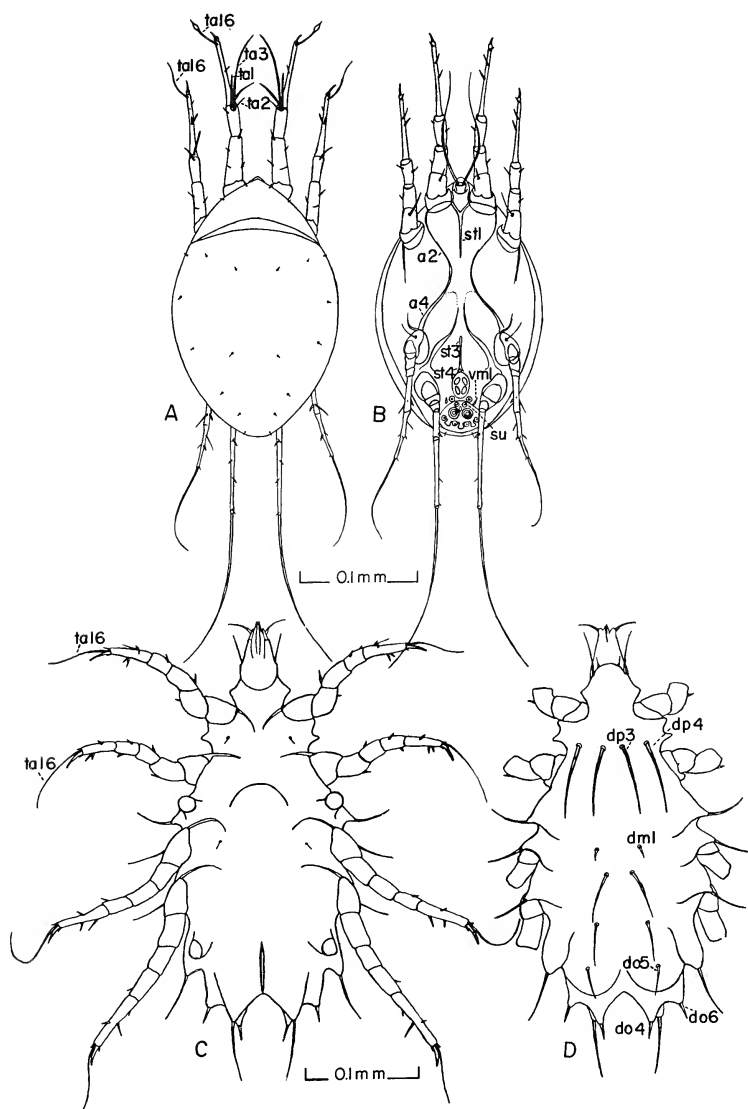 ta16
ta3
ta1
ta16
ta2
st1
a2
a4
st3
st4
vm1
A
B
su
0.1 mm
ta16
dp3
dp4
ta16
dm1
do5
do6
do4
C
D
0.1 mm